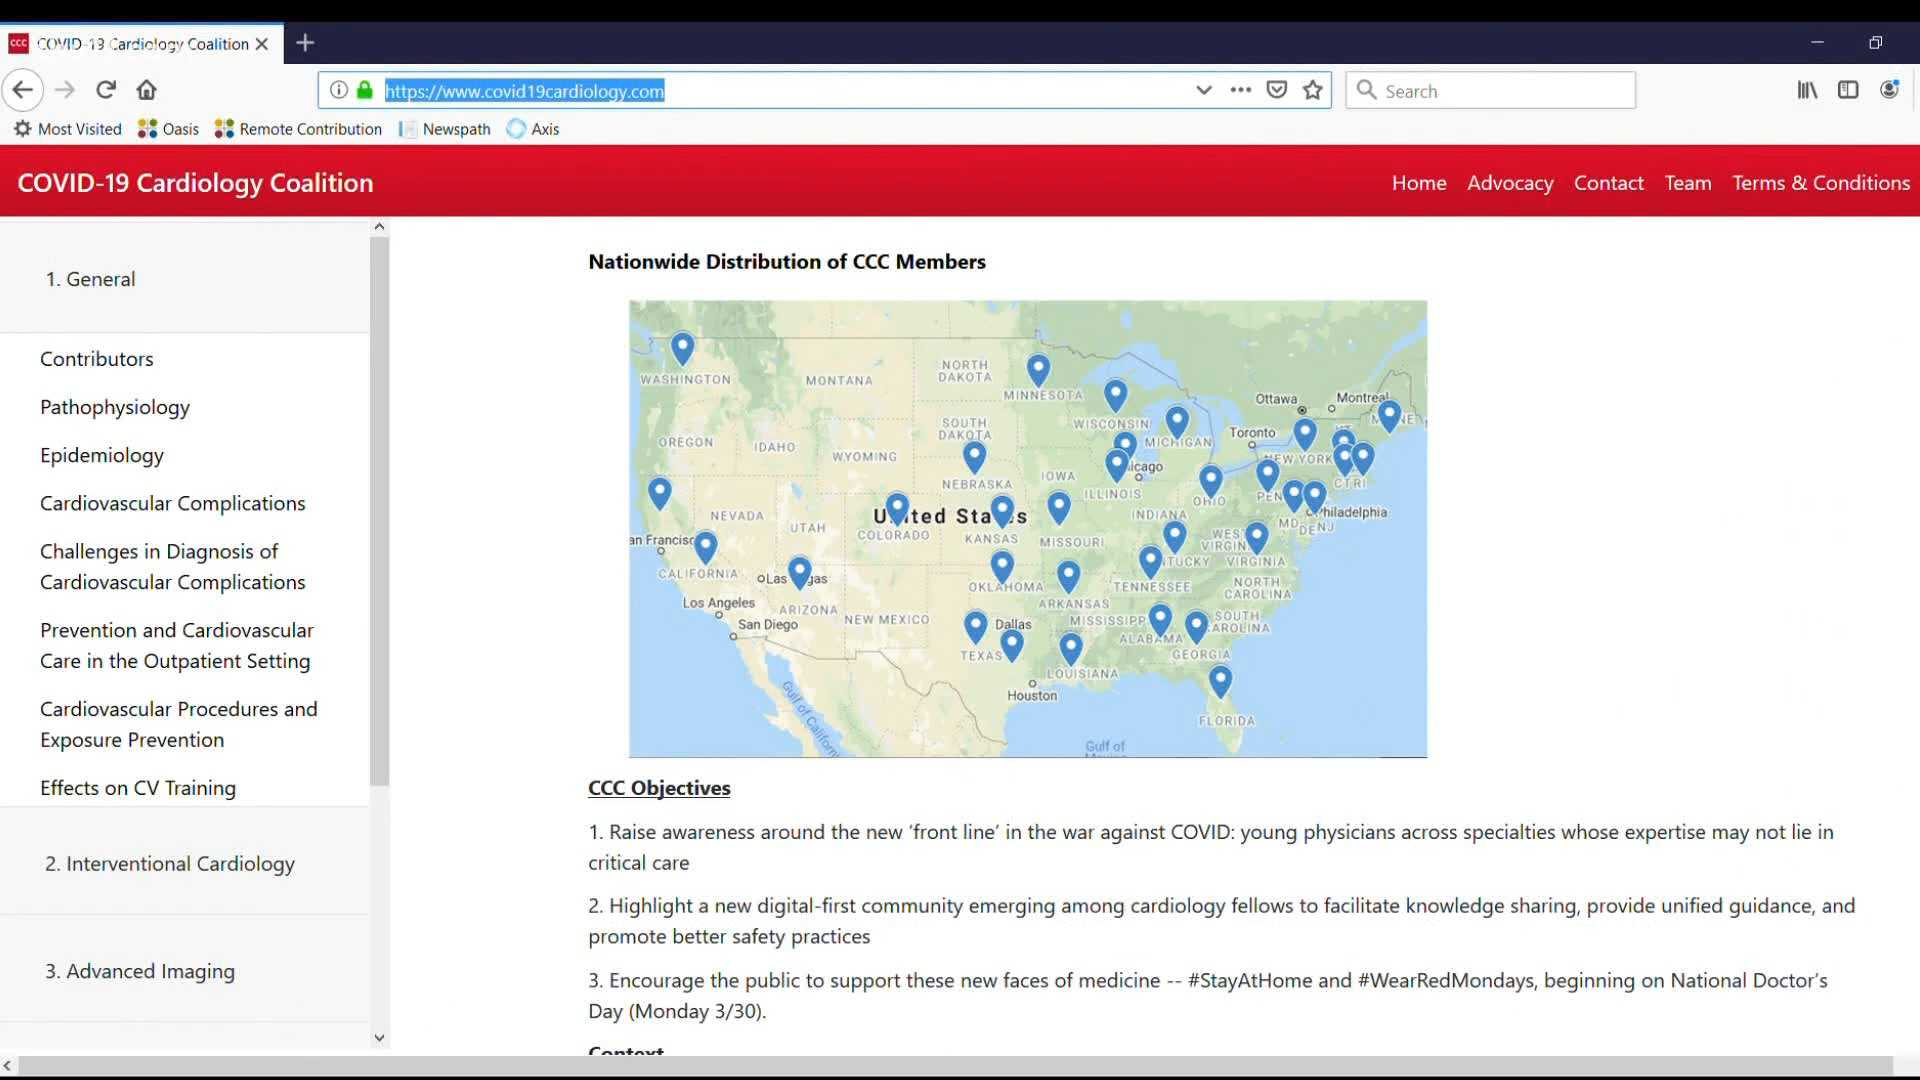 CCC COVID-19 Cardiology Coalition
https://www.covid19cardiology.com
Search
Most Visited Oasis Remote Contribution Newspath Axis
COVID-19 Cardiology Coalition
Home Advocacy Contact Team Terms & Conditions
1. General
Contributors
Pathophysiology
Epidemiology
Cardiovascular Complications
Challenges in Diagnosis of
Cardiovascular Complications
Prevention and Cardiovascular
Care in the Outpatient Setting
Cardiovascular Procedures and
Exposure Prevention
Effects on CV Training
2. Interventional Cardiology
3. Advanced Imaging
Nationwide Distribution of CCC Members
WASHINGTON
MONTANA
NORTH
DAKOTA
MINNESOTA
Ottawa
Montreal
OREGON
IDAHO
SOUTH
DAKOTA
WISCONSIN
MICHIGAN
Toronto
WYOMING
NEW YORK
IOWA
NEBRASKA
ILLINOIS
OHIO
CT RI
NEVADA
UTAH
United States
INDIANA
Philadelphia
COLORADO
KANSAS
MISSOURI
WEST
VIRGINIA
MD
DE NJ
VIRGINIA
CALIFORNIA
OKLAHOMA
TENNESSEE
NORTH
CAROLINA
Los Angeles
ARIZONA
NEW MEXICO
ARKANSAS
San Diego
Dallas
MISSISSIPP
SOUTH
CAROLINA
ALABAMA
TEXAS
GEORGIA
LOUISIANA
Houston
FLORIDA
Gulf of California
Gulf of
CCC Objectives
1. Raise awareness around the new ‘front line’ in the war against COVID: young physicians across specialties whose expertise may not lie in
critical care
2. Highlight a new digital-first community emerging among cardiology fellows to facilitate knowledge sharing, provide unified guidance, and
promote better safety practices
3. Encourage the public to support these new faces of medicine -- #StayAtHome and #WearRedMondays, beginning on National Doctor’s
Day (Monday 3/30).
Context